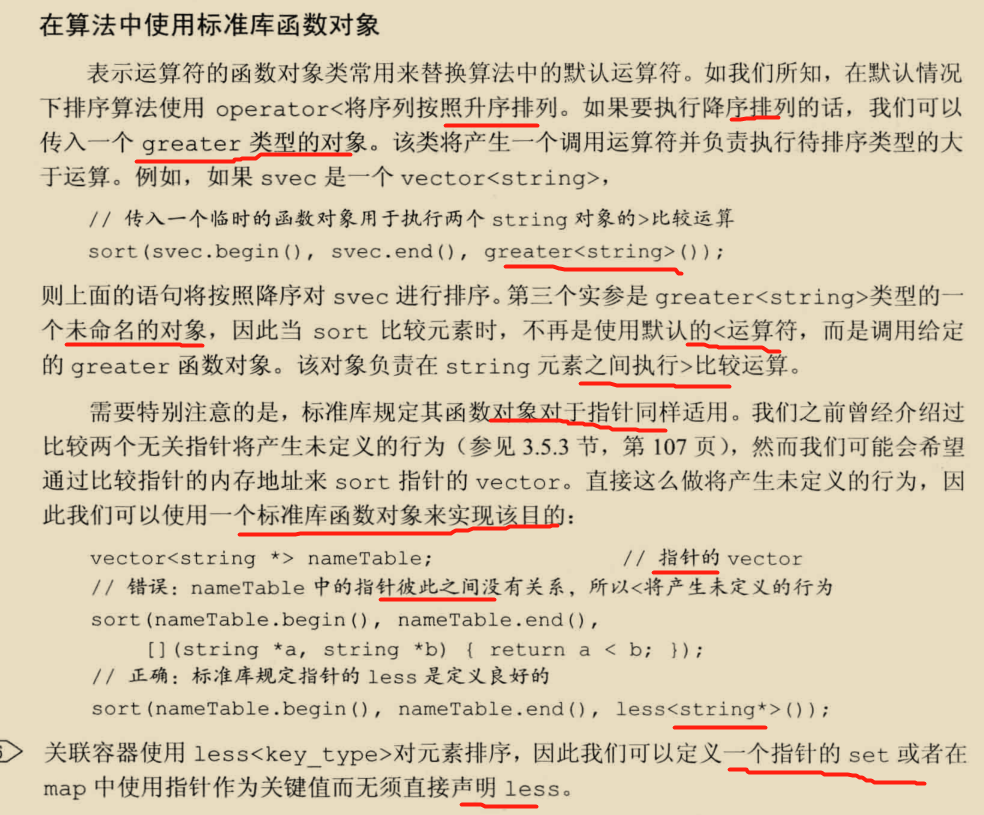 在算法中使用标准库函数对象
表示运算符的函数对象类常用来替换算法中的默认运算符。如我们所知，在默认情况
下排序算法使用 operator<将序列按照升序排列。如果要执行降序排列的话，我们可以
传入一个 greater 类型的对象。该类将产生一个调用运算符并负责执行待排序类型的大
于运算。例如，如果 svec 是一个 vector<string>，
// 传入一个临时的函数对象用于执行两个 string 对象的>比较运算
sort(svec.begin(), svec.end(), greater<string>());
则上面的语句将按照降序对 svec 进行排序。第三个实参是 greater<string>类型的一
个未命名的对象，因此当 sort 比较元素时，不再是使用默认的<运算符，而是调用给定
的 greater 函数对象。该对象负责在 string 元素之间执行>比较运算。
需要特别注意的是，标准库规定其函数对象对于指针同样适用。我们之前曾经介绍过
比较两个无关指针将产生未定义的行为（参见 3.5.3 节，第 107 页），然而我们可能会希望
通过比较指针的内存地址来 sort 指针的 vector。直接这么做将产生未定义的行为，因
此我们可以使用一个标准库函数对象来实现该目的：
vector<string *> nameTable; // 指针的 vector
// 错误：nameTable 中的指针彼此之间没有关系，所以<将产生未定义的行为
sort(nameTable.begin(), nameTable.end(),
[](string *a, string *b) { return a < b; });
// 正确：标准库规定指针的 less 是定义良好的
sort(nameTable.begin(), nameTable.end(), less<string*>());
关联容器使用 less<key_type>对元素排序，因此我们可以定义一个指针的 set 或者在
map 中使用指针作为关键值而无须直接声明 less。